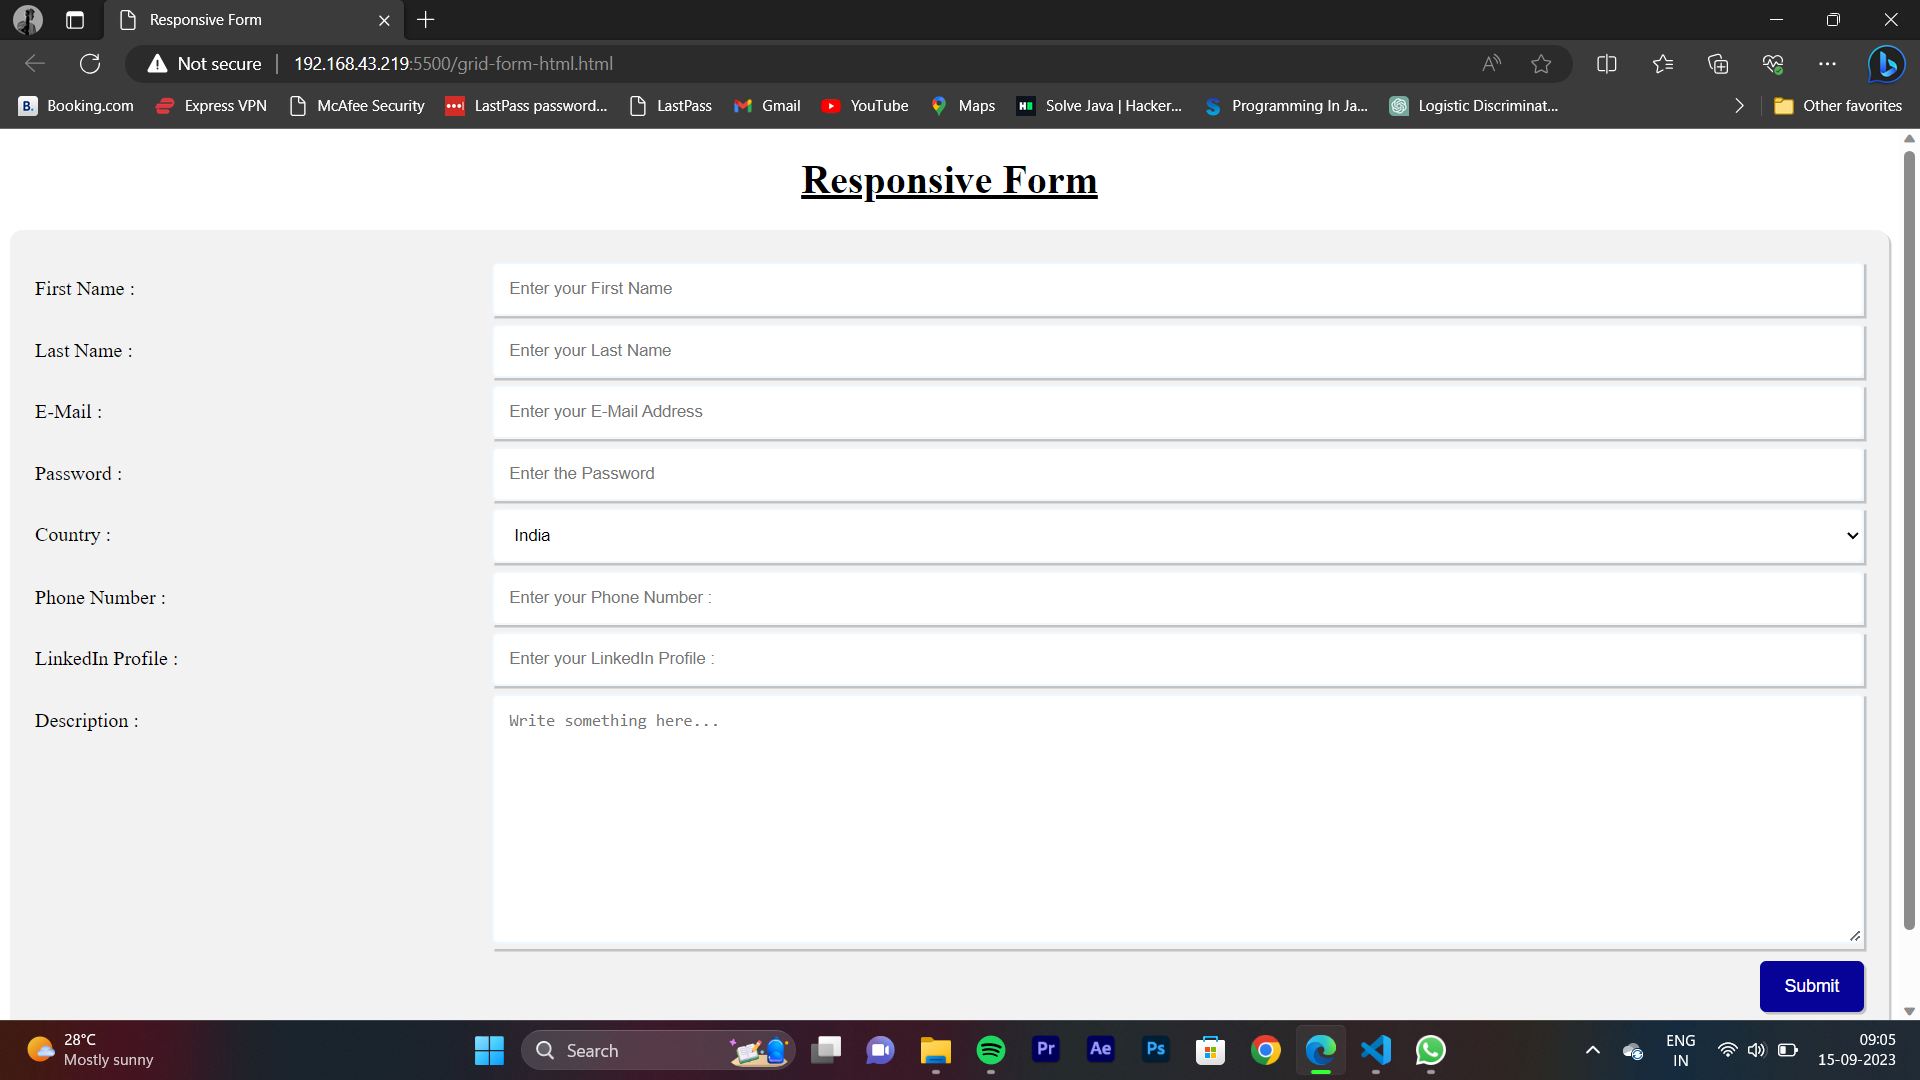 Responsive Form
Not secure
192.168.43.219:5500/grid-form-html.html
B. Booking.com
Express VPN
McAfee Security
LastPass password...
LastPass
Gmail
YouTube
Maps
Solve Java | Hacker...
Programming In Ja...
Logistic Discriminat...
Other favorites
Responsive Form
First Name :
Enter your First Name
Last Name :
Enter your Last Name
E-Mail :
Enter your E-Mail Address
Password :
Enter the Password
Country :
India
Phone Number :
Enter your Phone Number :
LinkedIn Profile :
Enter your LinkedIn Profile :
Description :
Write something here...
Submit
28°C
Mostly sunny
Search
Pr
Ae
Ps
ENG
IN
09:05
15-09-2023